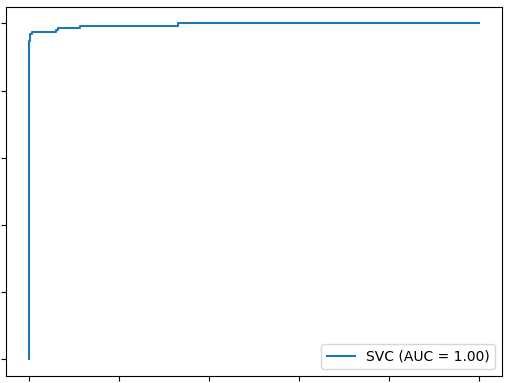 SVC (AUC = 1.00)